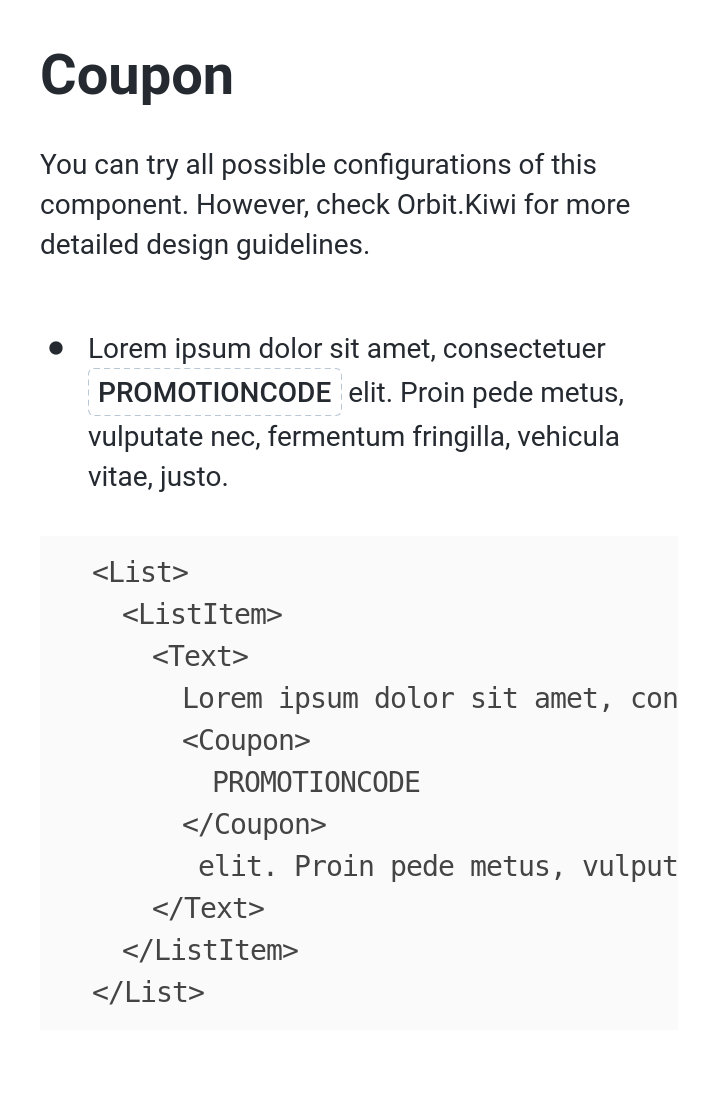 Coupon
You can try all possible configurations of this
component. However, check Orbit.Kiwi for more
detailed design guidelines.
Lorem ipsum dolor sit amet, consectetuer
PROMOTIONCODE elit. Proin pede metus,
vulputate nec, fermentum fringilla, vehicula
vitae, justo.
<List>
  <ListItem>
    <Text>
      Lorem ipsum dolor sit amet, con
      <Coupon>
        PROMOTIONCODE
      </Coupon>
       elit. Proin pede metus, vulput
    </Text>
  </ListItem>
</List>